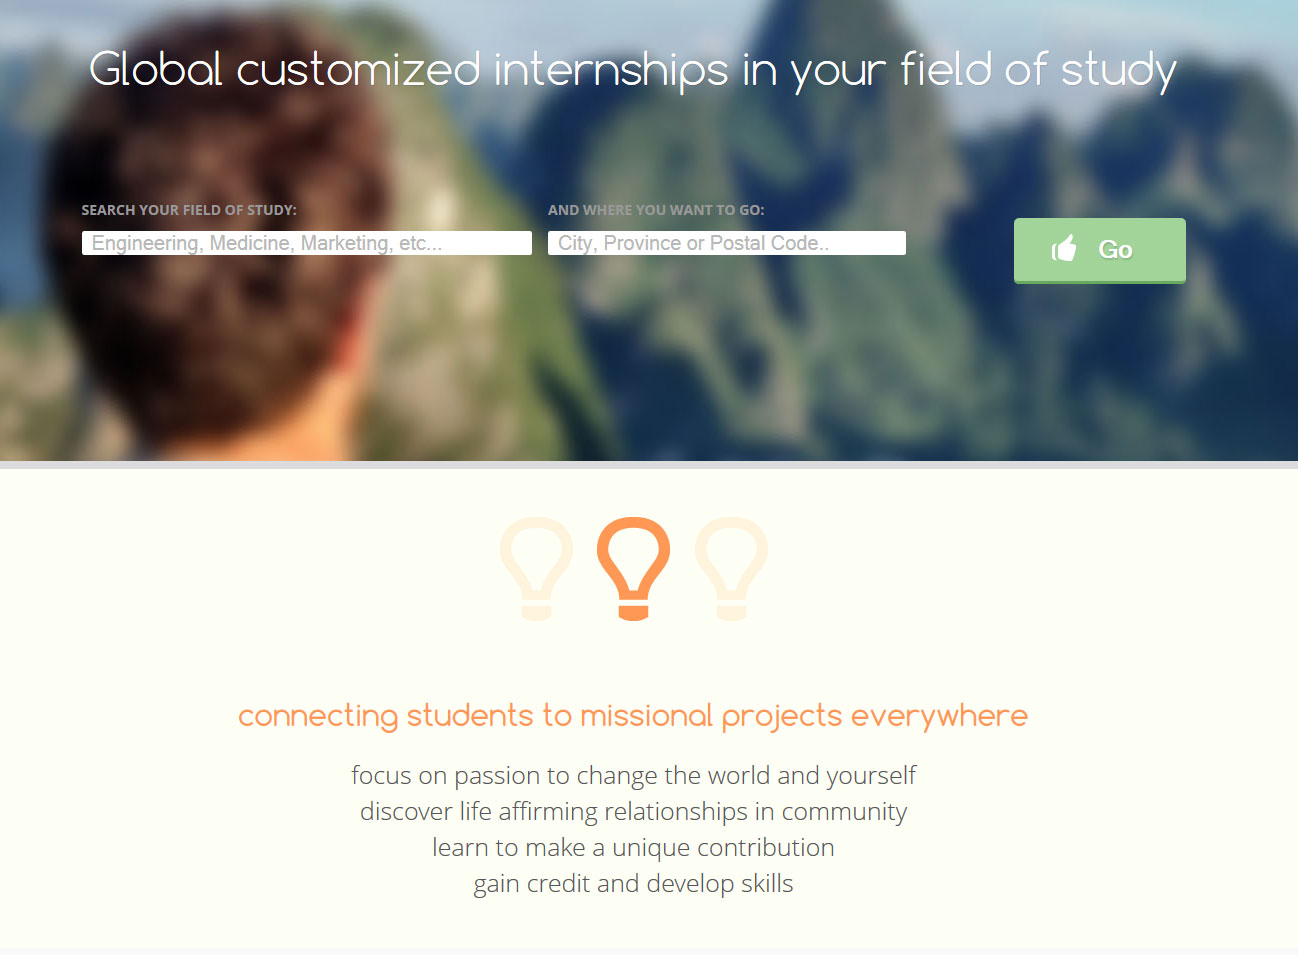 Global customized internships in your field of study
SEARCH YOUR FIELD OF STUDY:
AND WHERE YOU WANT TO GO:
Engineering, Medicine, Marketing, etc...
City, Province or Postal Code..
Go
connecting students to missional projects everywhere
focus on passion to change the world and yourself
discover life affirming relationships in community
learn to make a unique contribution
gain credit and develop skills